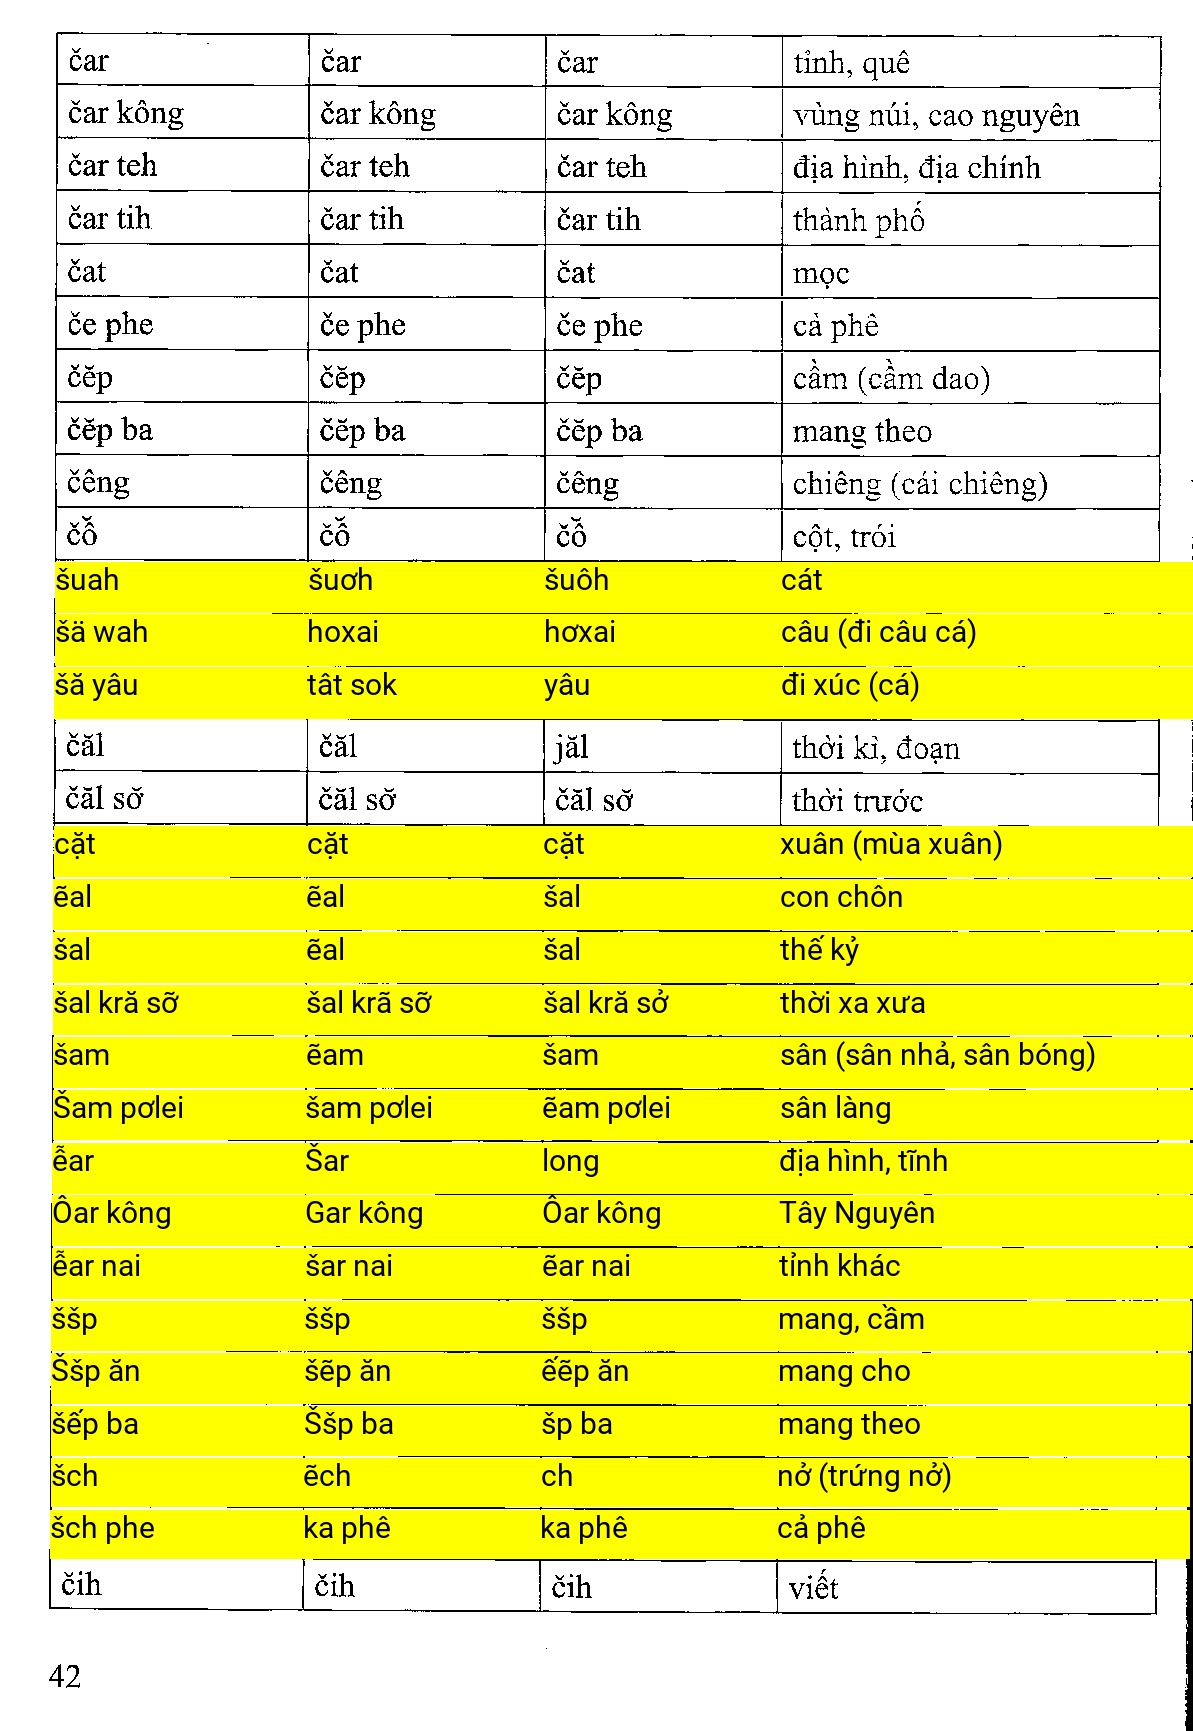 čar čar čar tỉnh, quê
čar kông čar kông čar kông vùng núi, cao nguyên
čar teh čar teh čar teh địa hình, địa chính
čar tih čar tih čar tih thành phố
čat čat čat mọc
če phe če phe če phe cà phê
čĕp čĕp čĕp cầm (cầm dao)
čĕp ba čĕp ba čĕp ba mang theo
čêng čêng čêng chiêng (cái chiêng)
čô̆ čô̆ čô̆ cột, trói
šuah šuơh šuôh cát
šä wah hoxai hơxai câu (đi câu cá)
šă yâu tât sok yâu đi xúc (cá)
čăl čăl jăl thời kì, đoạn
čăl sơ̆ čăl sơ̆ čăl sơ̆ thời trước
cặt cặt cặt xuân (mùa xuân)
ẽal ẽal šal con chôn
šal ẽal šal thế kỷ
šal kră sỡ šal krã sỡ šal kră sở thời xa xưa
šam ẽam šam sân (sân nhả, sân bóng)
Šam pơlei šam pơlei ẽam pơlei sân làng
ễar Šar long địa hình, tĩnh
Ôar kông Gar kông Ôar kông Tây Nguyên
ễar nai šar nai ẽar nai tỉnh khác
ššp ššp ššp mang, cầm
Ššp ăn šẽp ăn ếẽp ăn mang cho
šếp ba Ššp ba šp ba mang theo
šch ẽch ch nở (trứng nở)
šch phe ka phê ka phê cả phê
čih čih čih viết
42